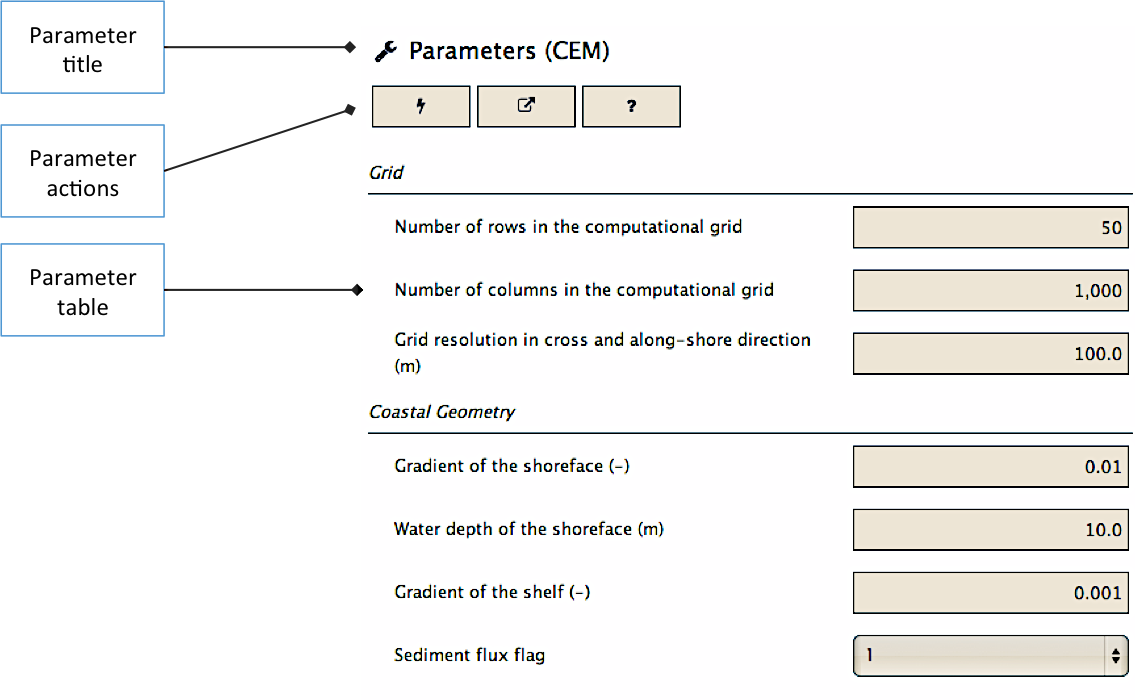 Parameter
title
Parameters (CEM)
Parameter
actions
?
Grid
Number of rows in the computational grid
50
Parameter
table
Number of columns in the computational grid
1,000
Grid resolution in cross and along-shore direction
(m)
100.0
Coastal Geometry
Gradient of the shoreface (-)
0.01
Water depth of the shoreface (m)
10.0
Gradient of the shelf (-)
0.001
Sediment flux flag
1